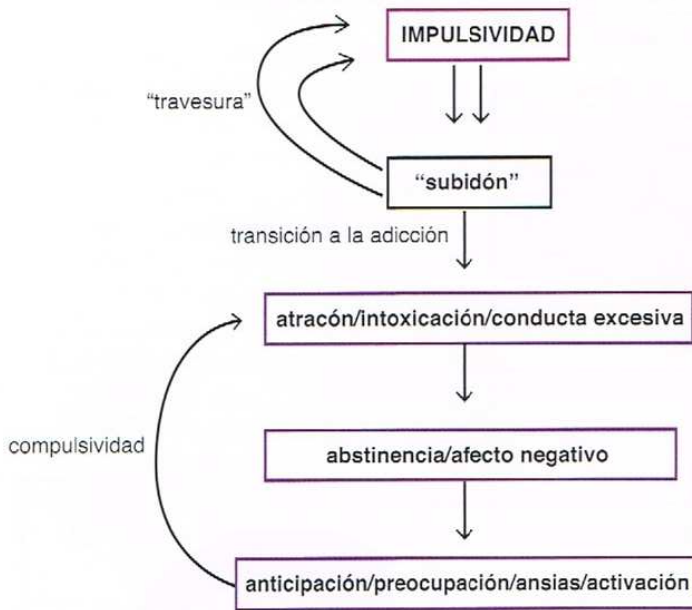 IMPULSIVIDAD
"travesura"
"subidón"
transición a la adicción
atracón/intoxicación/conducta excesiva
compulsividad
abstinencia/afecto negativo
anticipación/preocupación/ansias/activación